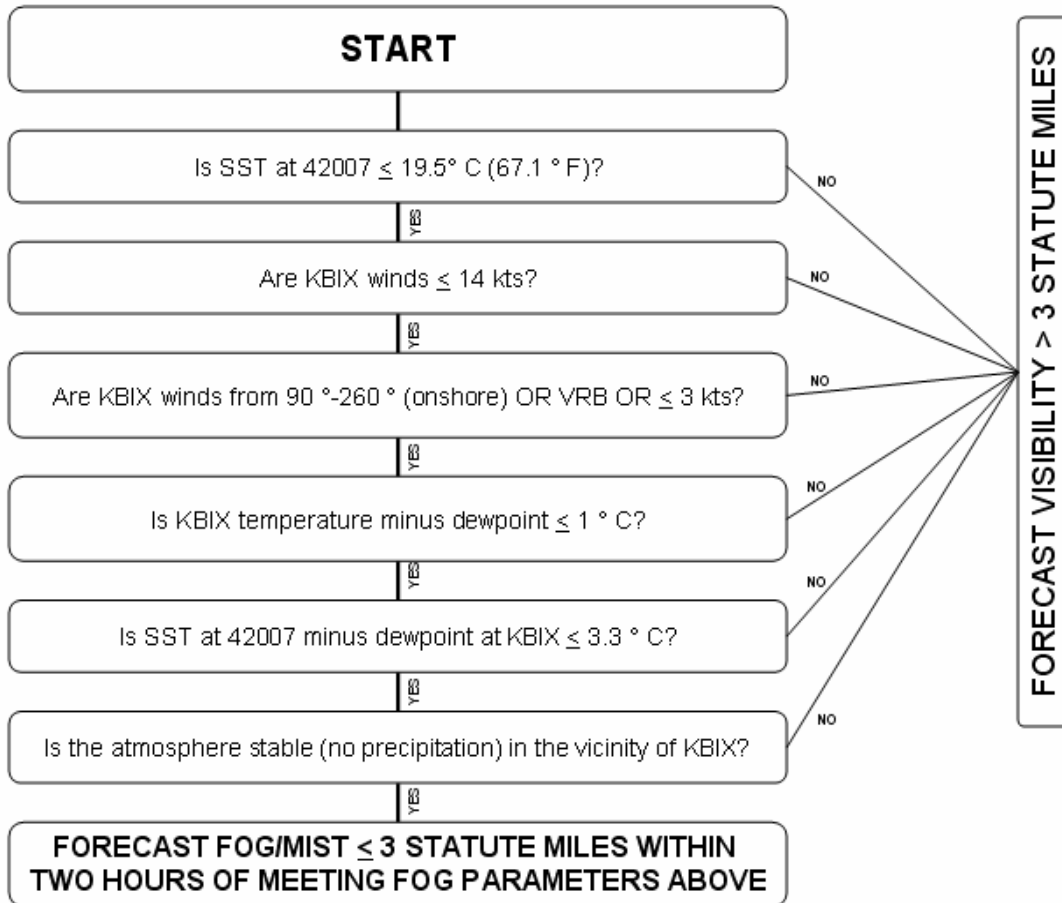 START
Is SST at 42007 ≤ 19.5° C (67.1 ° F)?
NO
YES
Are KBIX winds ≤ 14 kts?
NO
YES
Are KBIX winds from 90 °-260 ° (onshore) OR VRB OR ≤ 3 kts?
NO
YES
Is KBIX temperature minus dewpoint ≤ 1 ° C?
NO
YES
Is SST at 42007 minus dewpoint at KBIX ≤ 3.3 ° C?
NO
YES
Is the atmosphere stable (no precipitation) in the vicinity of KBIX?
NO
YES
FORECAST FOG/MIST ≤ 3 STATUTE MILES WITHIN
TWO HOURS OF MEETING FOG PARAMETERS ABOVE
FORECAST VISIBILITY > 3 STATUTE MILES